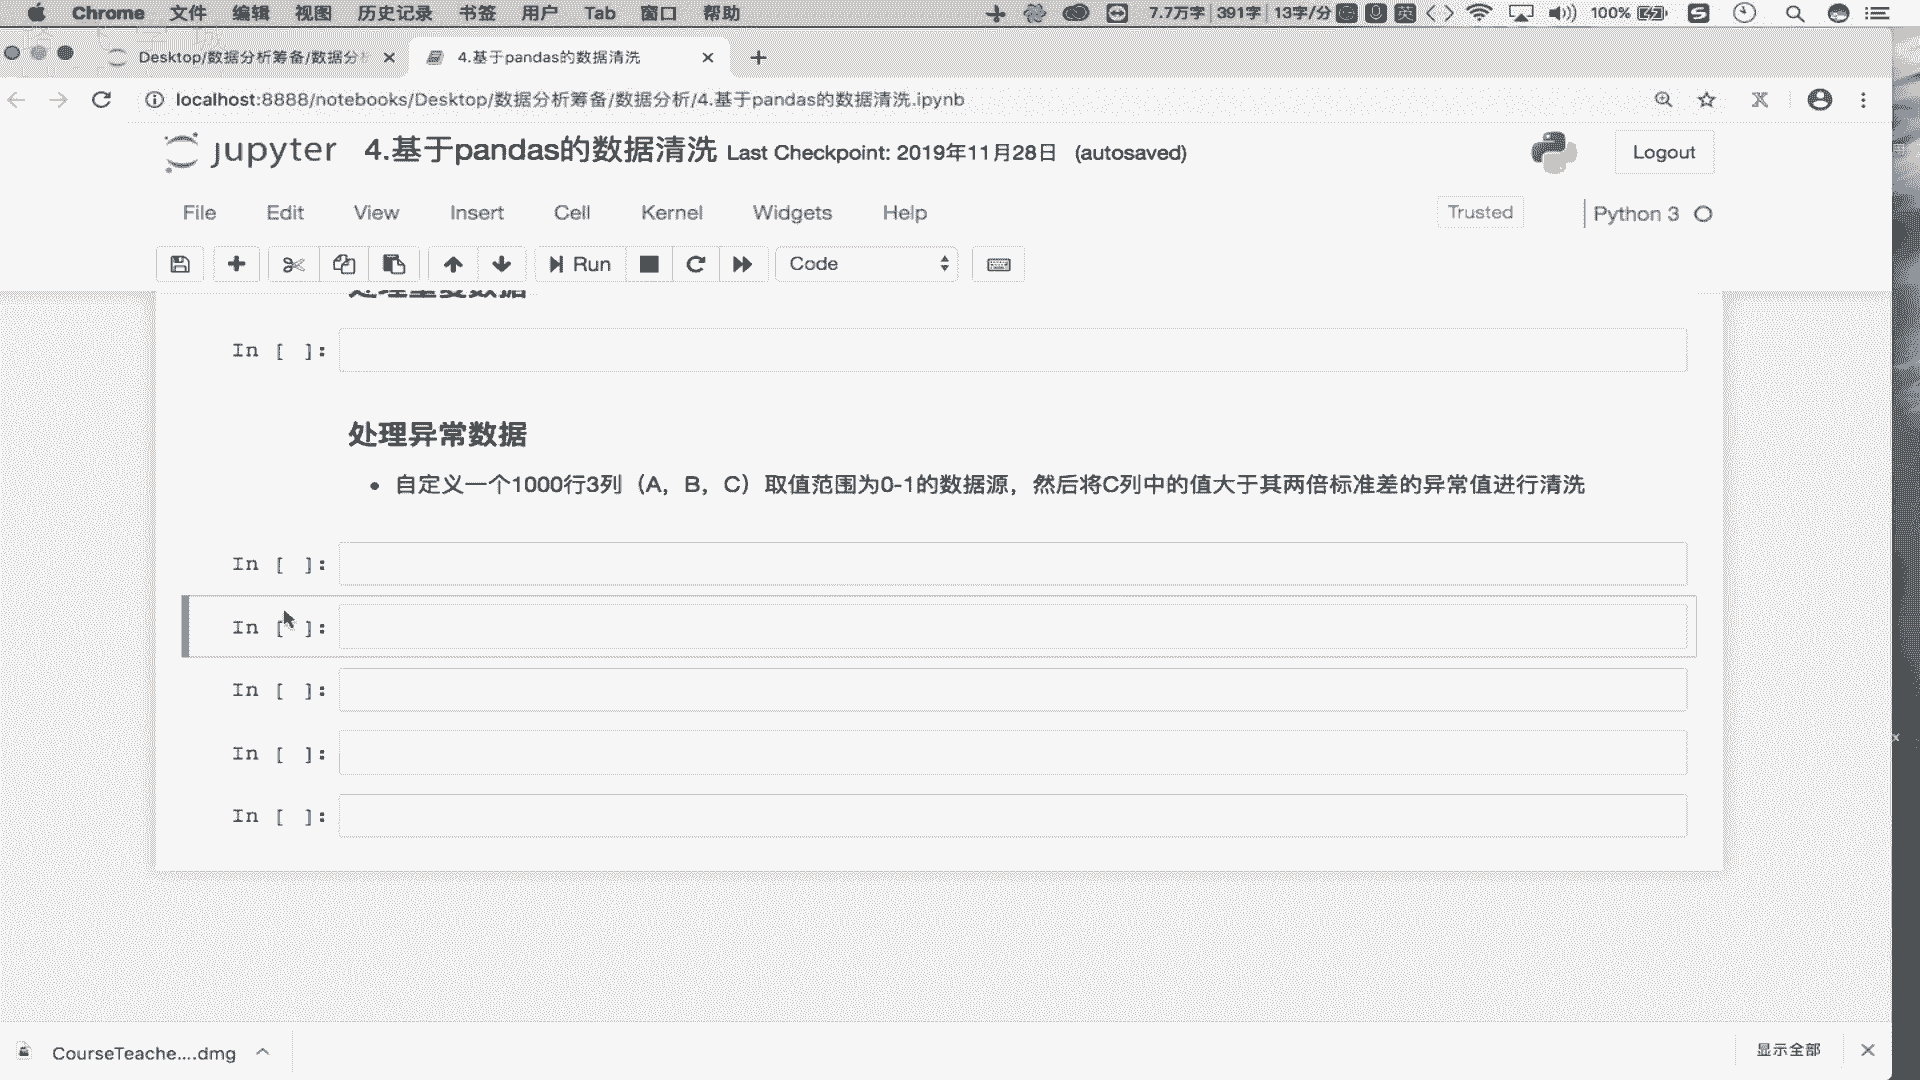 Chrome 文件 编辑 视图 历史记录 书签 用户 Tab 窗口 帮助 7.7万字 391字 13字/分 英 100%
Desktop/数据分析筹备/数据分 4.基于pandas的数据清洗
localhost:8888/notebooks/Desktop/数据分析筹备/数据分析/4.基于pandas的数据清洗.ipynb
jupyter 4.基于pandas的数据清洗 Last Checkpoint: 2019年11月28日 (autosaved) Logout
File Edit View Insert Cell Kernel Widgets Help Trusted Python 3
Run Code
处理重复数据
In [ ]:
处理异常数据
• 自定义一个1000行3列（A，B，C）取值范围为0-1的数据源，然后将C列中的值大于其两倍标准差的异常值进行清洗
In [ ]:
In [ ]:
In [ ]:
In [ ]:
In [ ]:
CourseTeache....dmg 显示全部